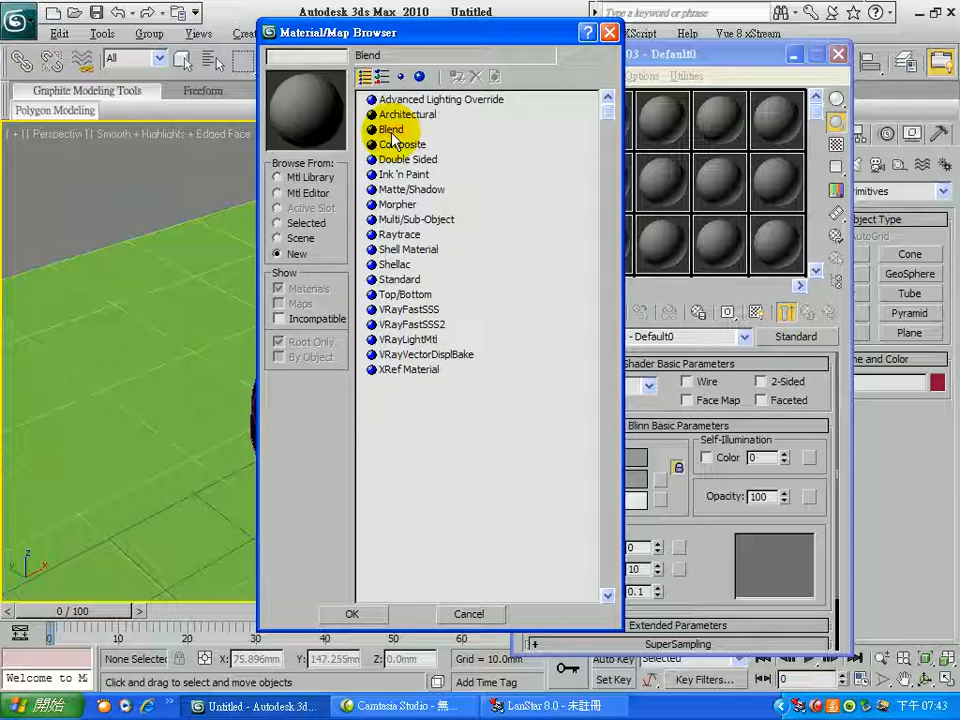 Autodesk 3ds Max 2010    Untitled
Type a keyword or phrase
Edit Tools Group Views
XScript Help Vue 8 xStream
All
Graphite Modeling Tools Freeform
Polygon Modeling
[ + ] [ Perspectiv ] [ Smooth + Highlights + Edged Face
z
x
y
Material/Map Browser
Blend
Browse From:
Mtl Library
Mtl Editor
Active Slot
Selected
Scene
New
Show
Materials
Maps
Incompatible
Root Only
By Object
Advanced Lighting Override
Architectural
Blend
Composite
Double Sided
Ink 'n Paint
Matte/Shadow
Morpher
Multi/Sub-Object
Raytrace
Shell Material
Shellac
Standard
Top/Bottom
VRayFastSSS
VRayFastSSS2
VRayLightMtl
VRayVectorDisplBake
XRef Material
OK Cancel
03 - Default0
Options Utilities
- Default0 Standard
Shader Basic Parameters
Wire 2-Sided
Face Map Faceted
Blinn Basic Parameters
Self-Illumination
Color 0
Opacity: 100
0
10
0.1
Extended Parameters
SuperSampling
imitives
bject Type
AutoGrid
Cone
GeoSphere
Tube
Pyramid
Plane
ne and Color
0 / 100
0 10 20 30 40 50 60
None Selected X: 75.896mm Y: 147.255mm Z: 0.0mm Grid = 10.0mm Auto Key Selected
Welcome to M Click and drag to select and move objects Add Time Tag Set Key Key Filters... 0
開始 Untitled - Autodesk 3d... Camtasia Studio - 無... LanStar 8.0 - 未註冊 下午 07:43